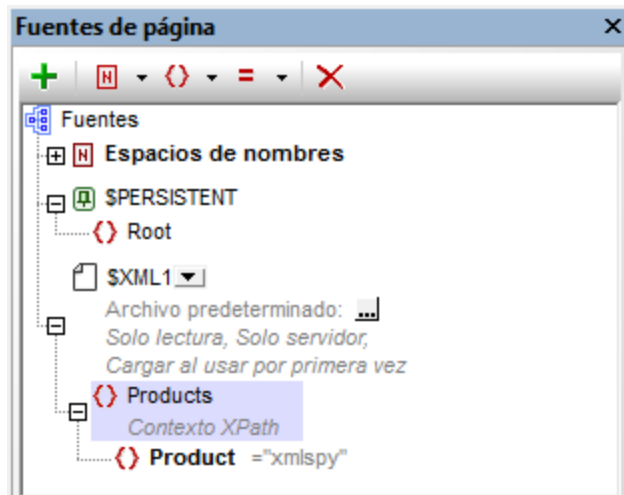 Fuentes de página
Fuentes
Espacios de nombres
$PERSISTENT
{} Root
$XML1
Archivo predeterminado: ...
Solo lectura, Solo servidor,
Cargar al usar por primera vez
{} Products
Contexto XPath
{} Product ="xmlspy"